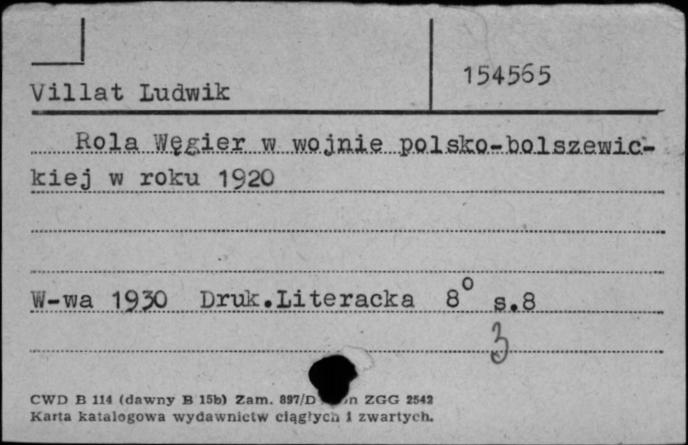 154565
Villat Ludwik
Rola Węgier w wojnie polsko-bolszewic-
kiej w roku 1920
W-wa 1930 Druk.Literacka 8° s.8
3
CWD B 114 (dawny B 15b) Zam. 897/D n ZGG 2542
Karta katalogowa wydawnictw ciągłych i zwartych.